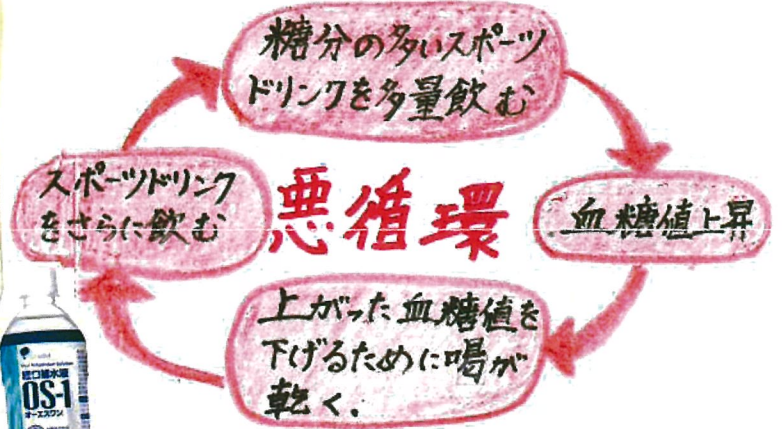 糖分の多いスポーツ
ドリンクを多量飲む
血糖値上昇
上がった血糖値を
下げるために喝が
乾く.
スポーツドリンク
をさらに飲む
悪循環
経口補水液
OS-1
オーエスワン